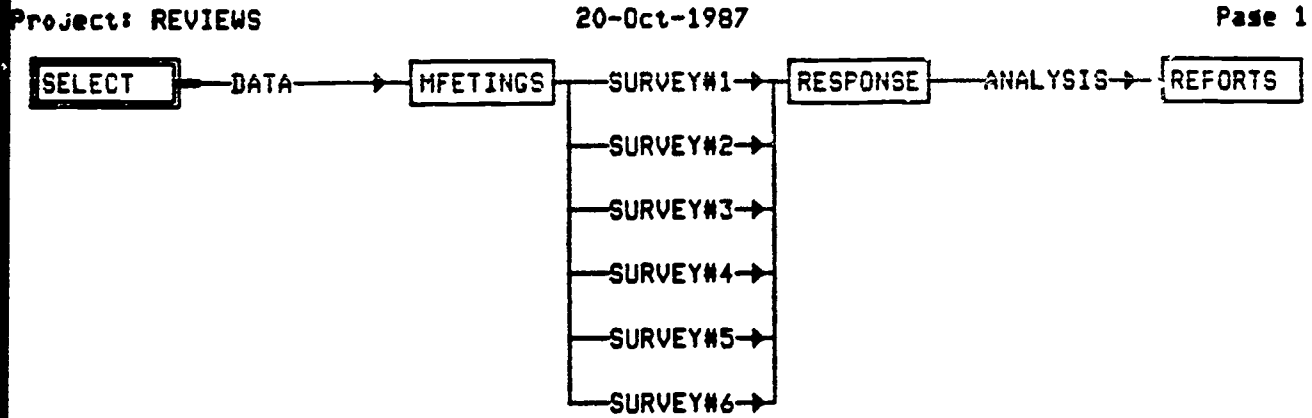 Project: REVIEWS 20-Oct-1987 Page 1
SELECT DATA MFETINGS SURVEY#1 RESPONSE ANALYSIS REFORTS
SURVEY#2
SURVEY#3
SURVEY#4
SURVEY#5
SURVEY#6